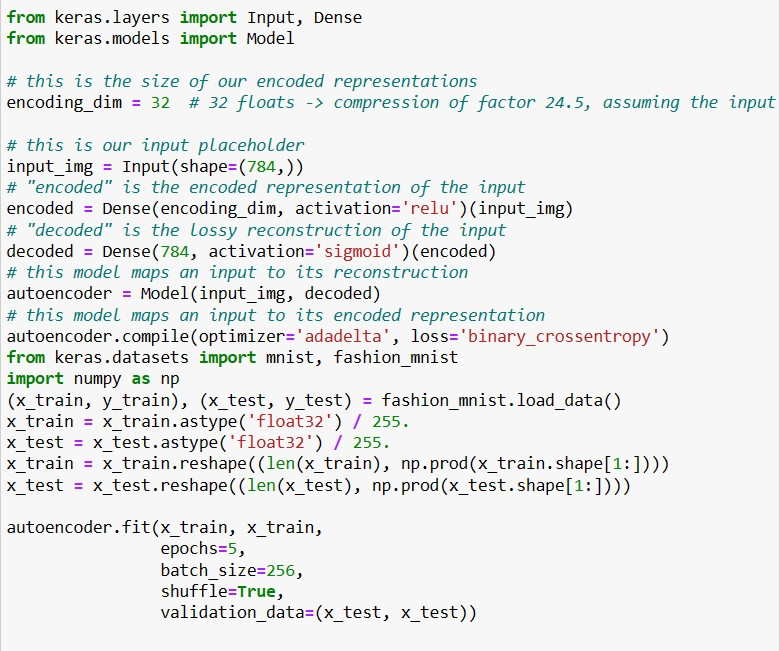 from keras.layers import Input, Dense
from keras.models import Model
# this is the size of our encoded representations
encoding_dim = 32  # 32 floats -> compression of factor 24.5, assuming the input
# this is our input placeholder
input_img = Input(shape=(784,))
# "encoded" is the encoded representation of the input
encoded = Dense(encoding_dim, activation='relu')(input_img)
# "decoded" is the lossy reconstruction of the input
decoded = Dense(784, activation='sigmoid')(encoded)
# this model maps an input to its reconstruction
autoencoder = Model(input_img, decoded)
# this model maps an input to its encoded representation
autoencoder.compile(optimizer='adadelta', loss='binary_crossentropy')
from keras.datasets import mnist, fashion_mnist
import numpy as np
(x_train, y_train), (x_test, y_test) = fashion_mnist.load_data()
x_train = x_train.astype('float32') / 255.
x_test = x_test.astype('float32') / 255.
x_train = x_train.reshape((len(x_train), np.prod(x_train.shape[1:])))
x_test = x_test.reshape((len(x_test), np.prod(x_test.shape[1:])))
autoencoder.fit(x_train, x_train,
                epochs=5,
                batch_size=256,
                shuffle=True,
                validation_data=(x_test, x_test))